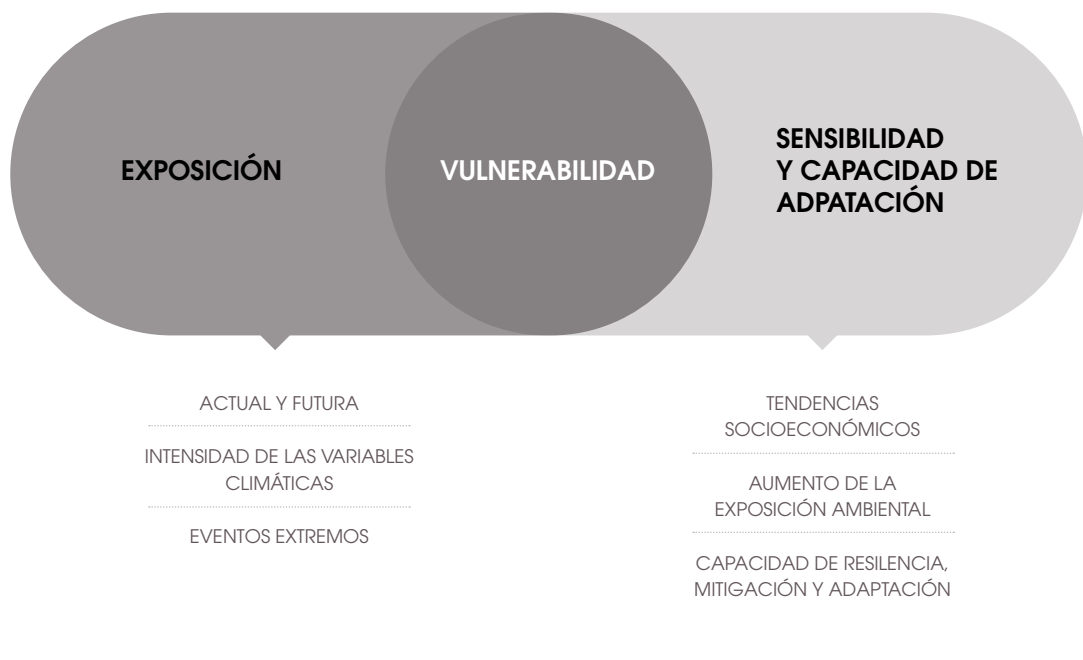 EXPOSICIÓN
VULNERABILIDAD
SENSIBILIDAD
Y CAPACIDAD DE
ADPATACIÓN
ACTUAL Y FUTURA
INTENSIDAD DE LAS VARIABLES
CLIMÁTICAS
EVENTOS EXTREMOS
TENDENCIAS
SOCIOECONÓMICOS
AUMENTO DE LA
EXPOSICIÓN AMBIENTAL
CAPACIDAD DE RESILENCIA,
MITIGACIÓN Y ADAPTACIÓN